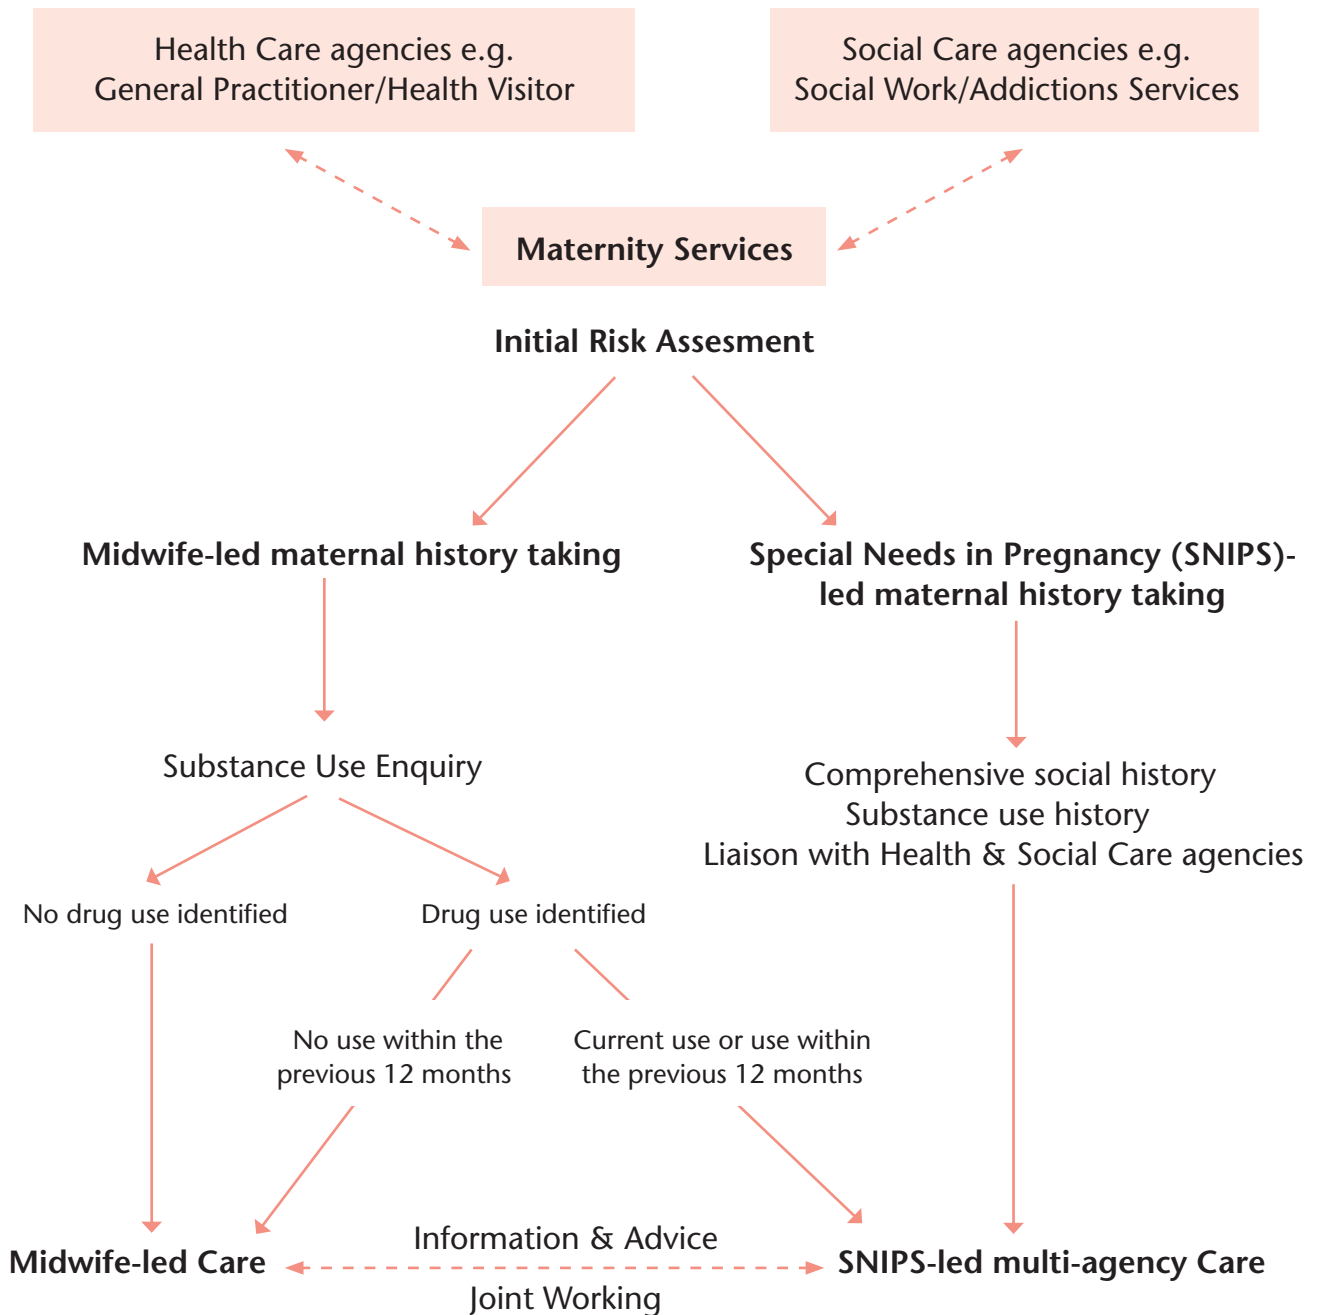 Health Care agencies e.g.
General Practitioner/Health Visitor
Social Care agencies e.g.
Social Work/Addictions Services
Maternity Services
Initial Risk Assesment
Midwife-led maternal history taking
Special Needs in Pregnancy (SNIPS)-
led maternal history taking
Substance Use Enquiry
Comprehensive social history
Substance use history
Liaison with Health & Social Care agencies
No drug use identified
Drug use identified
No use within the
previous 12 months
Current use or use within
the previous 12 months
Midwife-led Care
Information & Advice
Joint Working
SNIPS-led multi-agency Care